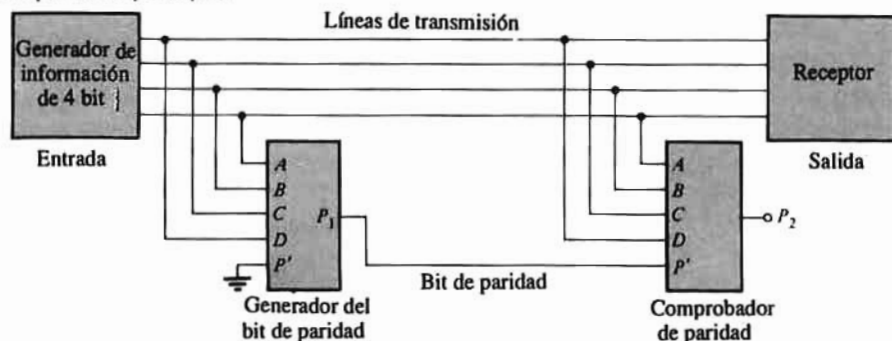 Líneas de transmisión
Generador de
información
de 4 bit
Entrada
Receptor
Salida
A
B
C
D
P'
P₁
Generador del
bit de paridad
Bit de paridad
A
B
C
D
P'
P₂
Comprobador
de paridad